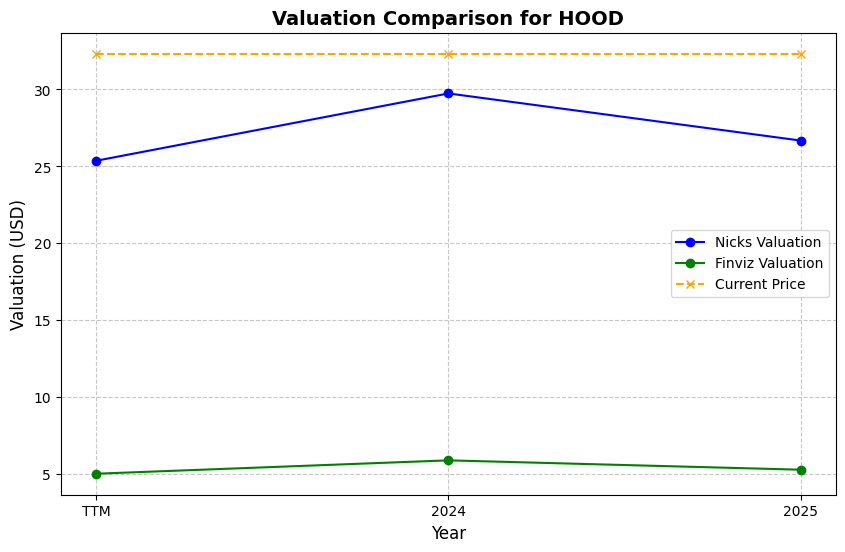 Valuation Comparison for HOOD
Valuation (USD)
30
25
20
15
10
5
Nicks Valuation
Finviz Valuation
Current Price
TTM
2024
2025
Year